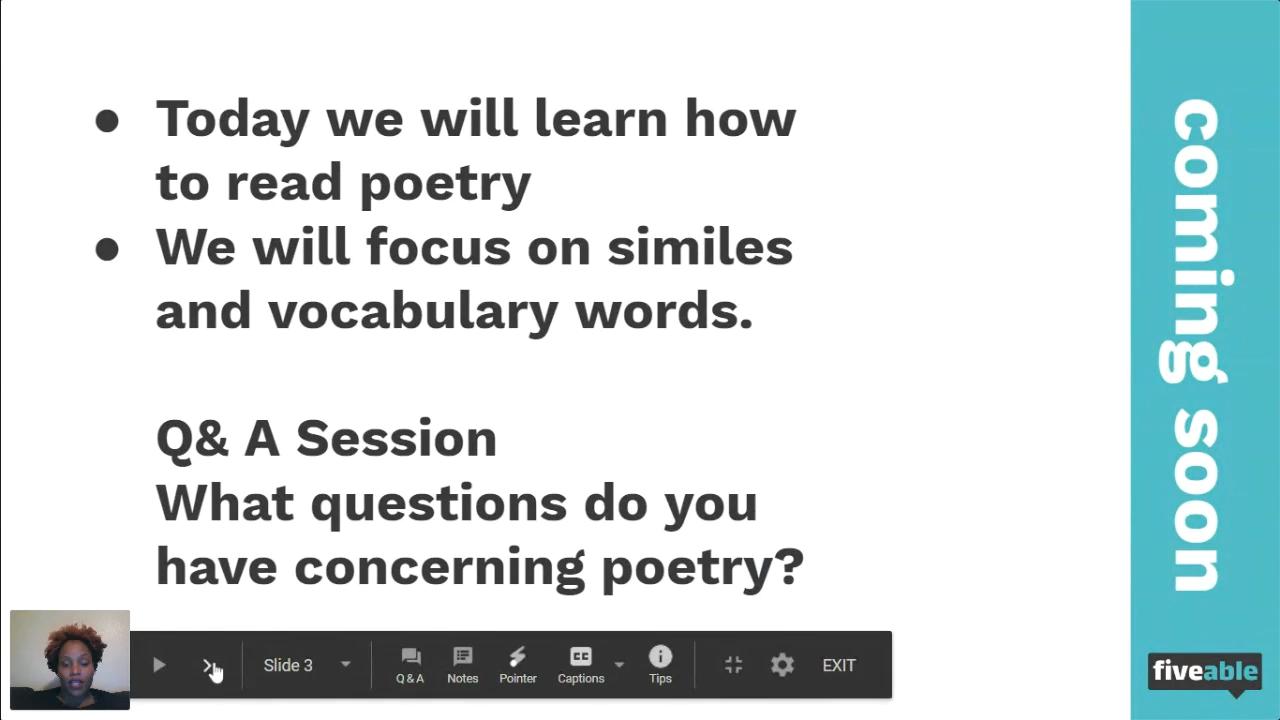 ● Today we will learn how
to read poetry
● We will focus on similes
and vocabulary words.
Q& A Session
What questions do you
have concerning poetry?
coming soon
fiveable
Slide 3
Q & A
Notes
Pointer
CC
Captions
Tips
EXIT